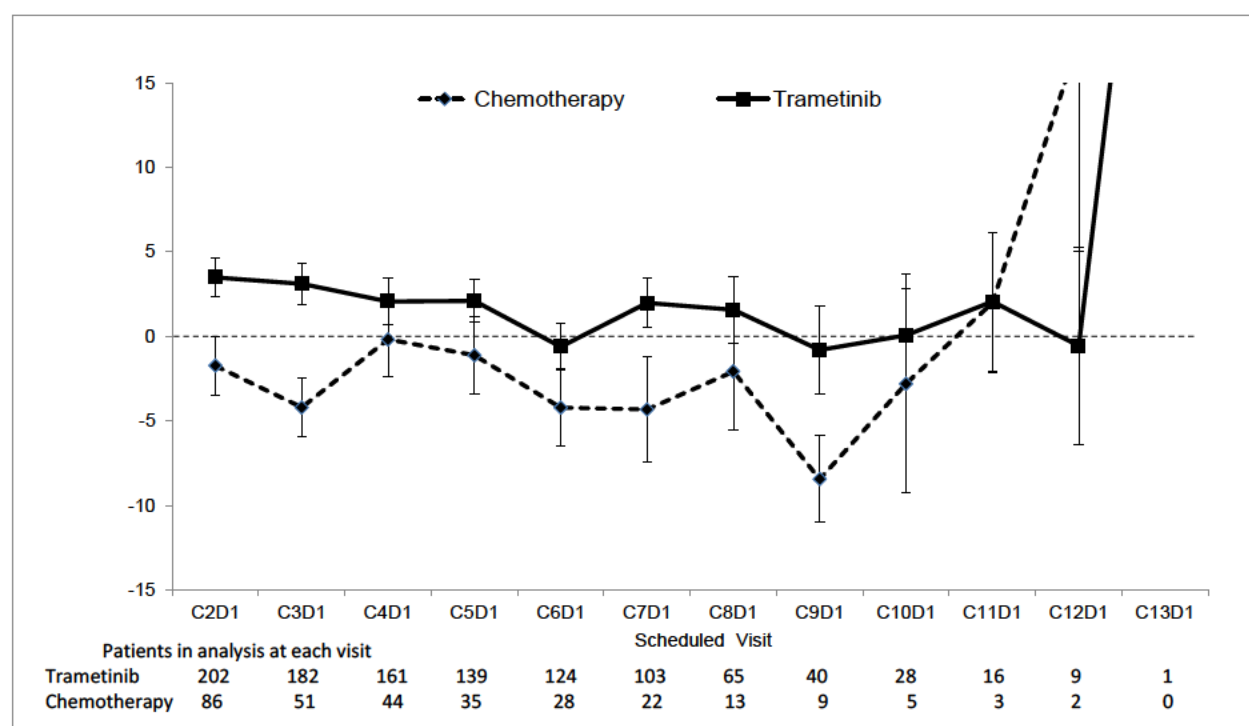 Chemotherapy Trametinib
15
10
5
0
-5
-10
-15
C2D1 C3D1 C4D1 C5D1 C6D1 C7D1 C8D1 C9D1 C10D1 C11D1 C12D1 C13D1
Scheduled Visit
Patients in analysis at each visit
Trametinib 202 182 161 139 124 103 65 40 28 16 9 1
Chemotherapy 86 51 44 35 28 22 13 9 5 3 2 0